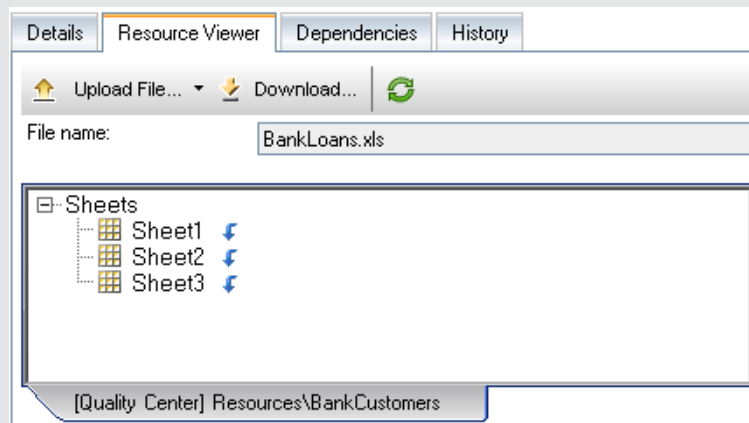 Details Resource Viewer Dependencies History
Upload File... Download...
File name: BankLoans.xls
Sheets
Sheet1
Sheet2
Sheet3
[Quality Center] Resources\BankCustomers